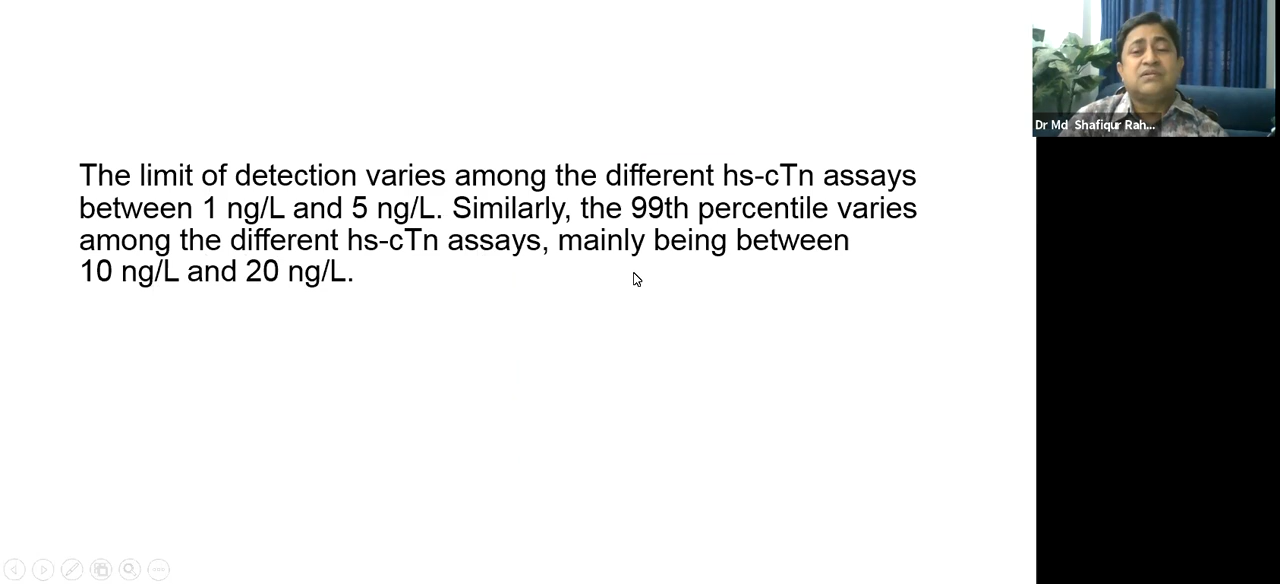 The limit of detection varies among the different hs-cTn assays
between 1 ng/L and 5 ng/L. Similarly, the 99th percentile varies
among the different hs-cTn assays, mainly being between
10 ng/L and 20 ng/L.
Dr Md Shafiqur Rah...